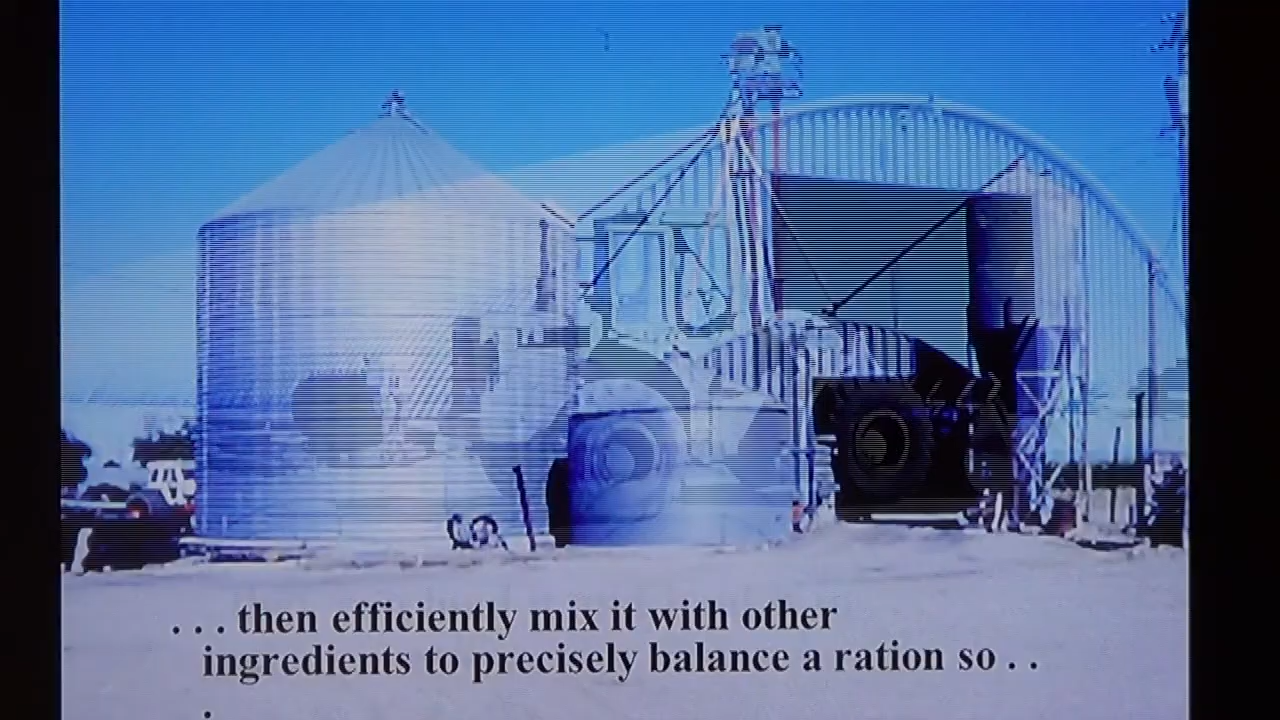 . . . then efficiently mix it with other
ingredients to precisely balance a ration so . .
.